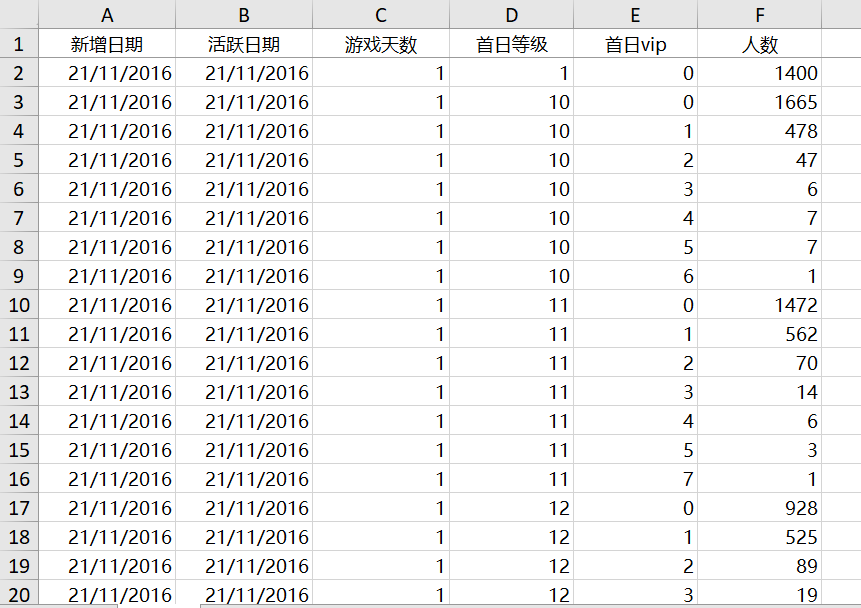 A B C D E F
1 新增日期 活跃日期 游戏天数 首日等级 首日vip 人数
2 21/11/2016 21/11/2016 1 1 0 1400
3 21/11/2016 21/11/2016 1 10 0 1665
4 21/11/2016 21/11/2016 1 10 1 478
5 21/11/2016 21/11/2016 1 10 2 47
6 21/11/2016 21/11/2016 1 10 3 6
7 21/11/2016 21/11/2016 1 10 4 7
8 21/11/2016 21/11/2016 1 10 5 7
9 21/11/2016 21/11/2016 1 10 6 1
10 21/11/2016 21/11/2016 1 11 0 1472
11 21/11/2016 21/11/2016 1 11 1 562
12 21/11/2016 21/11/2016 1 11 2 70
13 21/11/2016 21/11/2016 1 11 3 14
14 21/11/2016 21/11/2016 1 11 4 6
15 21/11/2016 21/11/2016 1 11 5 3
16 21/11/2016 21/11/2016 1 11 7 1
17 21/11/2016 21/11/2016 1 12 0 928
18 21/11/2016 21/11/2016 1 12 1 525
19 21/11/2016 21/11/2016 1 12 2 89
20 21/11/2016 21/11/2016 1 12 3 19